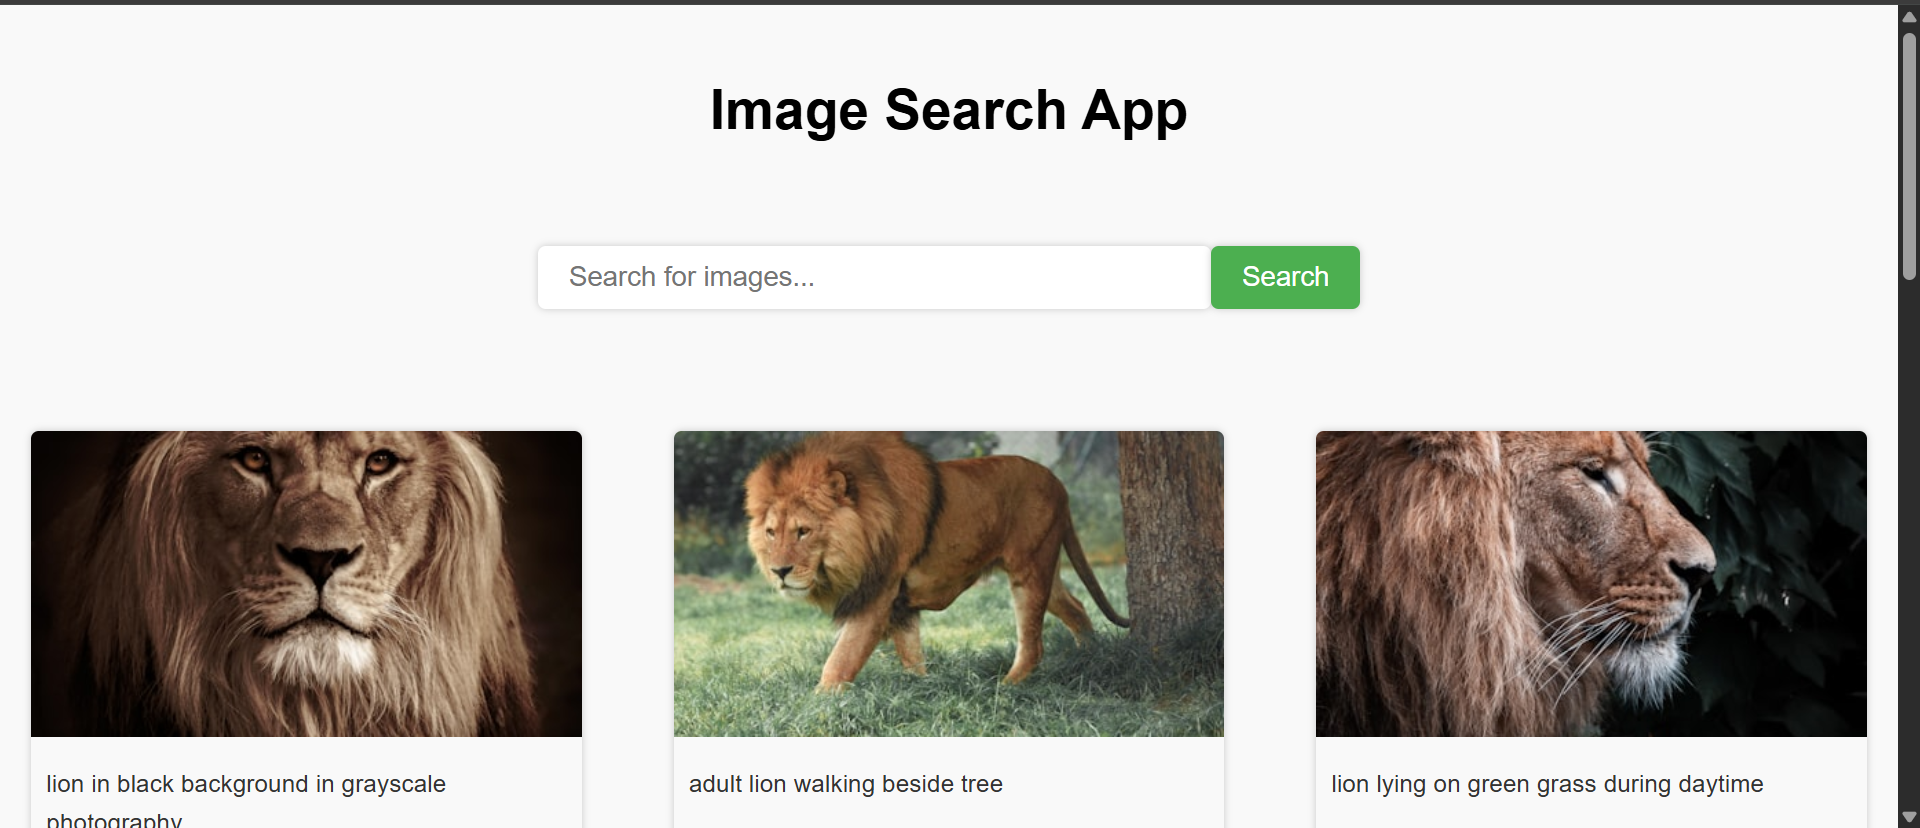 Image Search App
Search for images...
Search
lion in black background in grayscale
photography
adult lion walking beside tree
lion lying on green grass during daytime